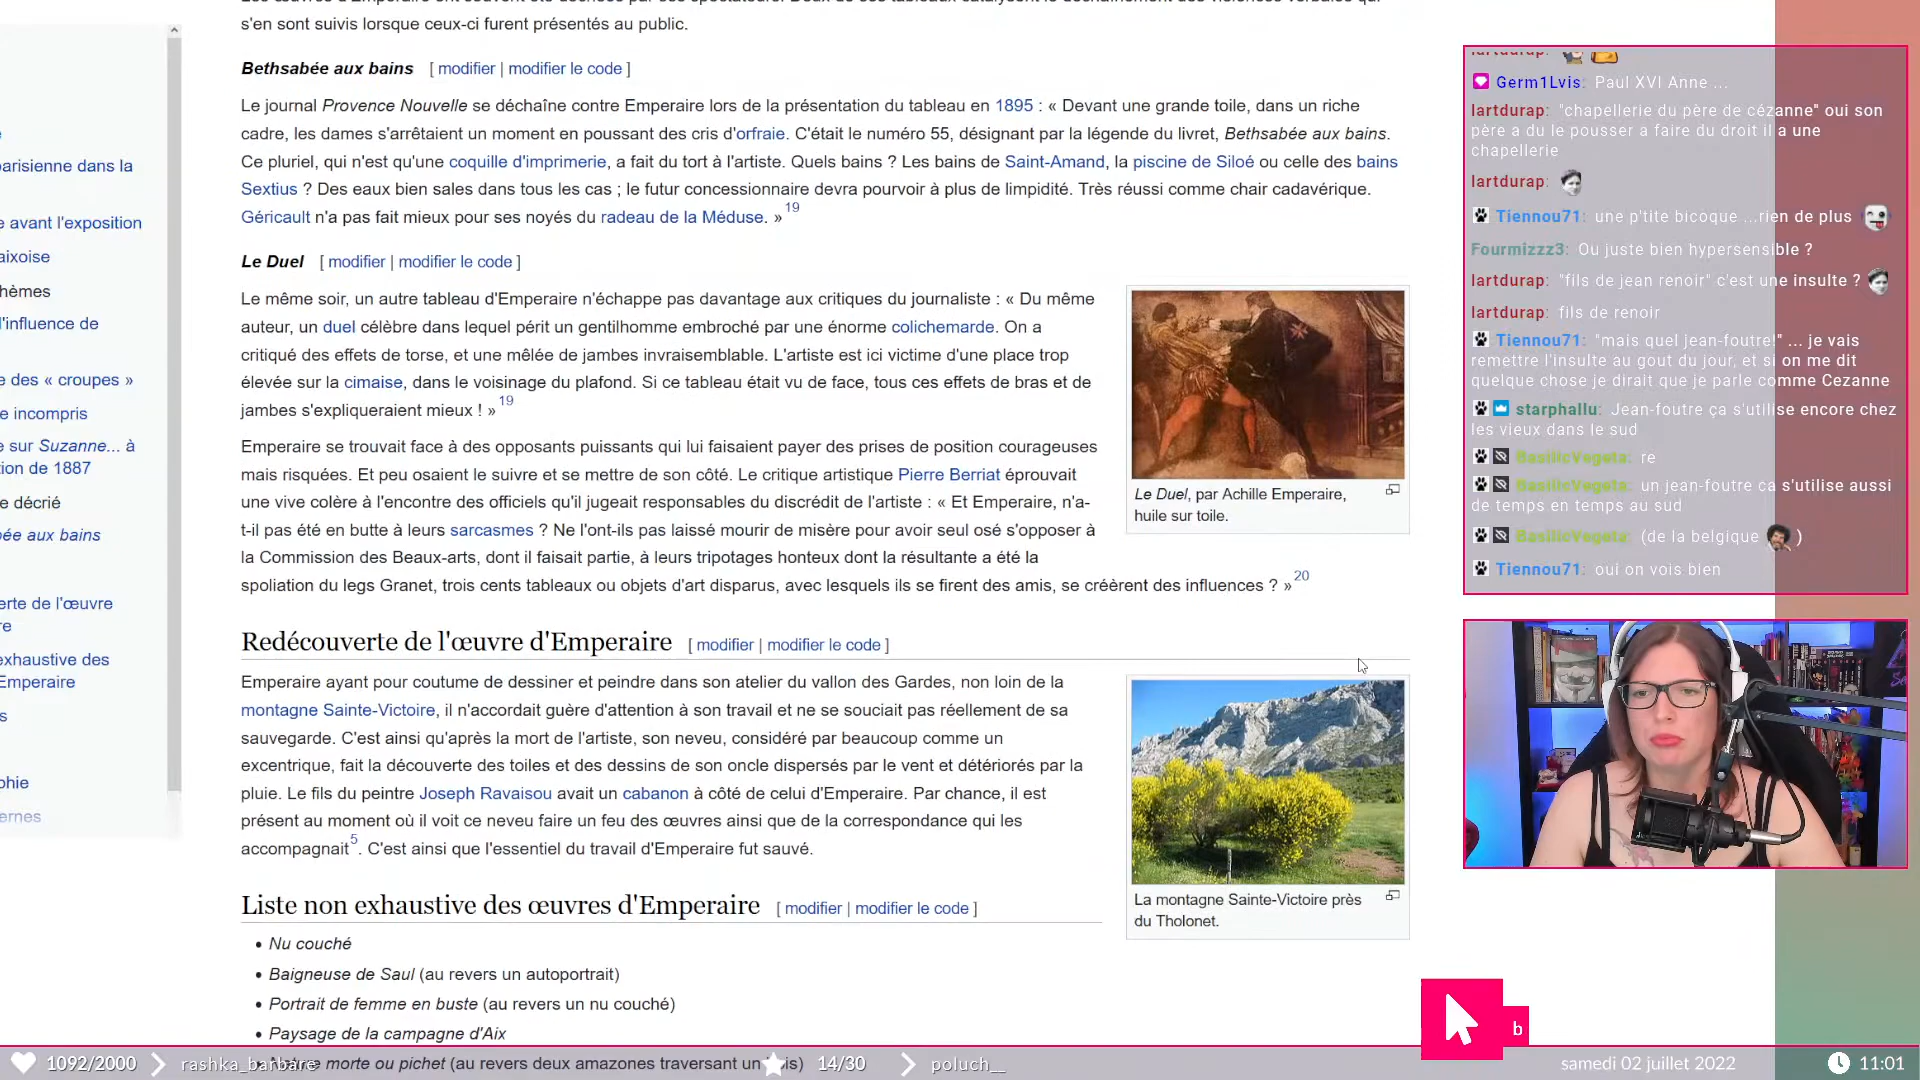 s'en sont suivis lorsque ceux-ci furent présentés au public.
Bethsabée aux bains [ modifier | modifier le code ]
Le journal Provence Nouvelle se déchaîne contre Emperaire lors de la présentation du tableau en 1895 : « Devant une grande toile, dans un riche
cadre, les dames s'arrêtaient un moment en poussant des cris d'orfraie. C'était le numéro 55, désignant par la légende du livret, Bethsabée aux bains.
Ce pluriel, qui n'est qu'une coquille d'imprimerie, a fait du tort à l'artiste. Quels bains ? Les bains de Saint-Amand, la piscine de Siloé ou celle des bains
Sextius ? Des eaux bien sales dans tous les cas ; le futur concessionnaire devra pourvoir à plus de limpidité. Très réussi comme chair cadavérique.
Géricault n'a pas fait mieux pour ses noyés du radeau de la Méduse. » 19
Le Duel [ modifier | modifier le code ]
Le même soir, un autre tableau d'Emperaire n'échappe pas davantage aux critiques du journaliste : « Du même
auteur, un duel célèbre dans lequel périt un gentilhomme embroché par une énorme colichemarde. On a
critiqué des effets de torse, et une mêlée de jambes invraisemblable. L'artiste est ici victime d'une place trop
élevée sur la cimaise, dans le voisinage du plafond. Si ce tableau était vu de face, tous ces effets de bras et de
jambes s'expliqueraient mieux ! » 19
Emperaire se trouvait face à des opposants puissants qui lui faisaient payer des prises de position courageuses
mais risquées. Et peu osaient le suivre et se mettre de son côté. Le critique artistique Pierre Berriat éprouvait
une vive colère à l'encontre des officiels qu'il jugeait responsables du discrédit de l'artiste : « Et Emperaire, n'a-
t-il pas été en butte à leurs sarcasmes ? Ne l'ont-ils pas laissé mourir de misère pour avoir seul osé s'opposer à
la Commission des Beaux-arts, dont il faisait partie, à leurs tripotages honteux dont la résultante a été la
spoliation du legs Granet, trois cents tableaux ou objets d'art disparus, avec lesquels ils se firent des amis, se créèrent des influences ? » 20
Le Duel, par Achille Emperaire,
huile sur toile.
Redécouverte de l'œuvre d'Emperaire [ modifier | modifier le code ]
Emperaire ayant pour coutume de dessiner et peindre dans son atelier du vallon des Gardes, non loin de la
montagne Sainte-Victoire, il n'accordait guère d'attention à son travail et ne se souciait pas réellement de sa
sauvegarde. C'est ainsi qu'après la mort de l'artiste, son neveu, considéré par beaucoup comme un
excentrique, fait la découverte des toiles et des dessins de son oncle dispersés par le vent et détériorés par la
pluie. Le fils du peintre Joseph Ravaisou avait un cabanon à côté de celui d'Emperaire. Par chance, il est
présent au moment où il voit ce neveu faire un feu des œuvres ainsi que de la correspondance qui les
accompagnait 5. C'est ainsi que l'essentiel du travail d'Emperaire fut sauvé.
La montagne Sainte-Victoire près
du Tholonet.
Liste non exhaustive des œuvres d'Emperaire [ modifier | modifier le code ]
• Nu couché
• Baigneuse de Saul (au revers un autoportrait)
• Portrait de femme en buste (au revers un nu couché)
• Paysage de la campagne d'Aix
morte ou pichet (au revers deux amazones traversant un
arisienne dans la
e avant l'exposition
aixoise
hèmes
l'influence de
e des « croupes »
e incompris
e sur Suzanne... à
tion de 1887
e décrié
ée aux bains
erte de l'œuvre
re
exhaustive des
Emperaire
s
phie
ernes
lartdurap:
Germ1Lvis: Paul XVI Anne ...
lartdurap: "chapellerie du père de cézanne" oui son
père a du le pousser a faire du droit il a une
chapellerie
lartdurap:
Tiennou71: une p'tite bicoque ...rien de plus
Fourmizzz3: Ou juste bien hypersensible ?
lartdurap: "fils de jean renoir" c'est une insulte ?
lartdurap: fils de renoir
Tiennou71: "mais quel jean-foutre!" ... je vais
remettre l'insulte au gout du jour, et si on me dit
quelque chose je dirait que je parle comme Cezanne
starphallu: Jean-foutre ça s'utilise encore chez
les vieux dans le sud
BasilicVegeta: re
BasilicVegeta: un jean-foutre ca s'utilise aussi
de temps en temps au sud
BasilicVegeta: (de la belgique )
Tiennou71: oui on vois bien
b
1092/2000 rashka_barbare 14/30 poluch__
samedi 02 juillet 2022 11:01